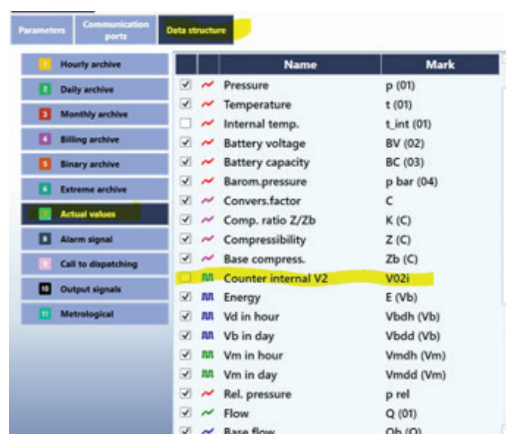 Parameters
Communication
ports
Data structure
1 Hourly archive
2 Daily archive
3 Monthly archive
4 Billing archive
5 Binary archive
6 Extreme archive
7 Actual values
8 Alarm signal
Call to dispatching
10 Output signals
11 Metrological
Name Mark
Pressure p (01)
Temperature t (01)
Internal temp. t_int (01)
Battery voltage BV (02)
Battery capacity BC (03)
Barom.pressure p bar (04)
Convers.factor C
Comp. ratio Z/Zb K (C)
Compressibility Z (C)
Base compress. Zb (C)
Counter internal V2 V02i
Energy E (Vb)
Vd in hour Vbdh (Vb)
Vb in day Vbdd (Vb)
Vm in hour Vmdh (Vm)
Vm in day Vmdd (Vm)
Rel. pressure p rel
Flow Q (01)
Base flow Qb (Q)